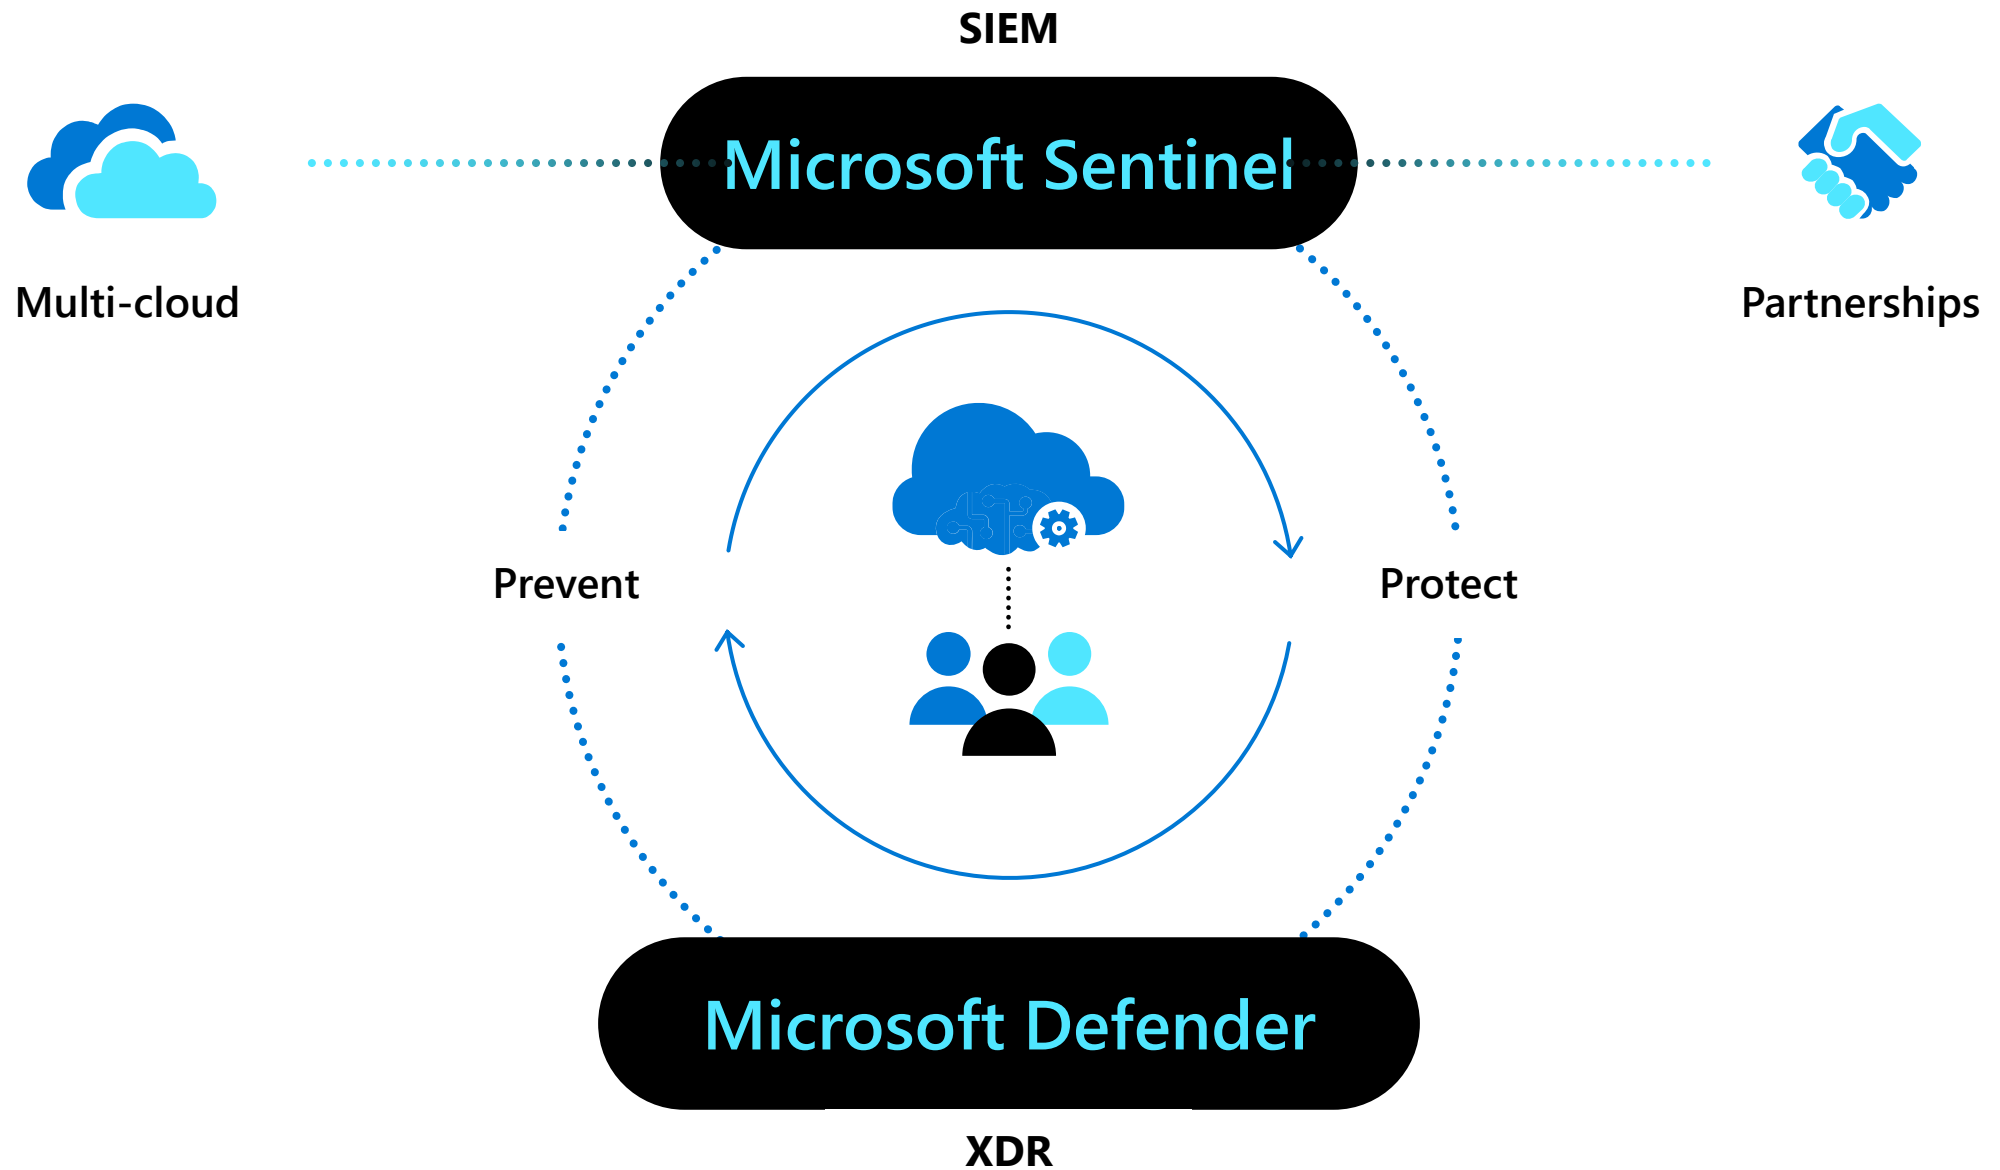 SIEM
Microsoft Sentinel
Multi-cloud
Partnerships
Prevent
Protect
Microsoft Defender
XDR